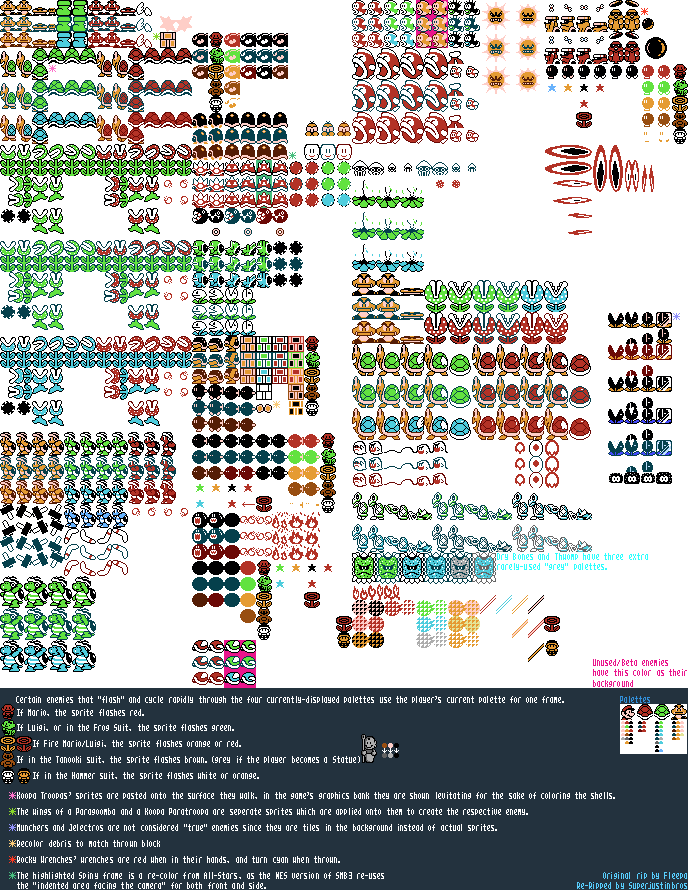 Dry Bones and Thwomp have three extra
rarely-used "grey" palettes.
Unused/Beta enemies
have this color as their
background
Certain enemies that "flash" and cycle rapidly through the four currently-displayed palettes use the player's current palette for one frame.
Palettes
If Mario, the sprite flashes red.
If Luigi, or in the Frog Suit, the sprite flashes green.
If Fire Mario/Luigi, the sprite flashes orange or red.
If in the Tanooki suit, the sprite flashes brown, (grey if the player becomes a Statue)
If in the Hammer suit, the sprite flashes white or orange.
Koopa Troopas' sprites are pasted onto the surface they walk, in the game's graphics bank they are shown levitating for the sake of coloring the shells.
The wings of a Paragoomba and a Koopa Paratroopa are seperate sprites which are applied onto them to create the respective enemy.
Munchers and Jelectros are not considered "true" enemies since they are tiles in the background instead of actual sprites.
Recolor debris to match thrown block
Rocky Wrenches' wrenches are red when in their hands, and turn cyan when thrown.
The highlighted Spiny frame is a re-color from All-Stars, as the NES version of SMB3 re-uses
the "indented area facing the camera" for both front and side.
Original rip by Fleepa
Re-Ripped by Superjustinbros